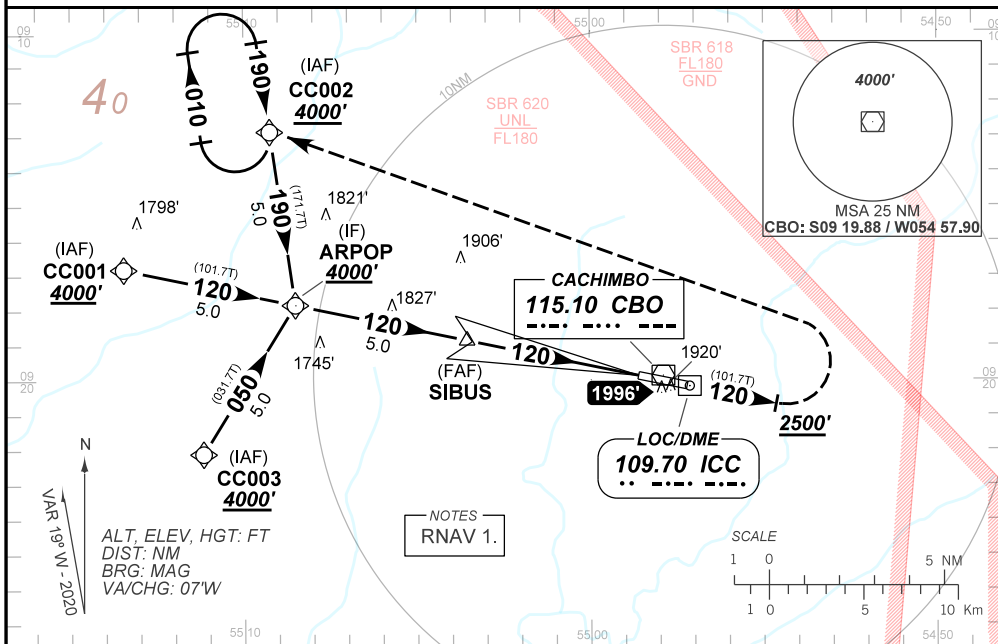 55 10
55 00
54 50
09
10
09
10
4 0
190
010
(IAF)
CC002
4000'
10NM
SBR 620
UNL
FL180
SBR 618
FL180
GND
4000'
MSA 25 NM
CBO: S09 19.88 / W054 57.90
1798'
190
(171.7T)
5.0
1821'
(IF)
ARPOP
4000'
1906'
(IAF)
CC001
4000'
(101.7T)
120
5.0
1827'
120
5.0
CACHIMBO
115.10 CBO
1745'
(FAF)
SIBUS
120
1920'
1996'
(101.7T)
120
2500'
09
20
09
20
(031.7T)
050
5.0
(IAF)
CC003
4000'
LOC/DME
109.70 ICC
N
VAR 19º W - 2020
ALT, ELEV, HGT: FT
DIST: NM
BRG: MAG
VA/CHG: 07'W
NOTES
RNAV 1.
SCALE
1 0 5 NM
1 0 5 10 Km
55 10
55 00
54 50